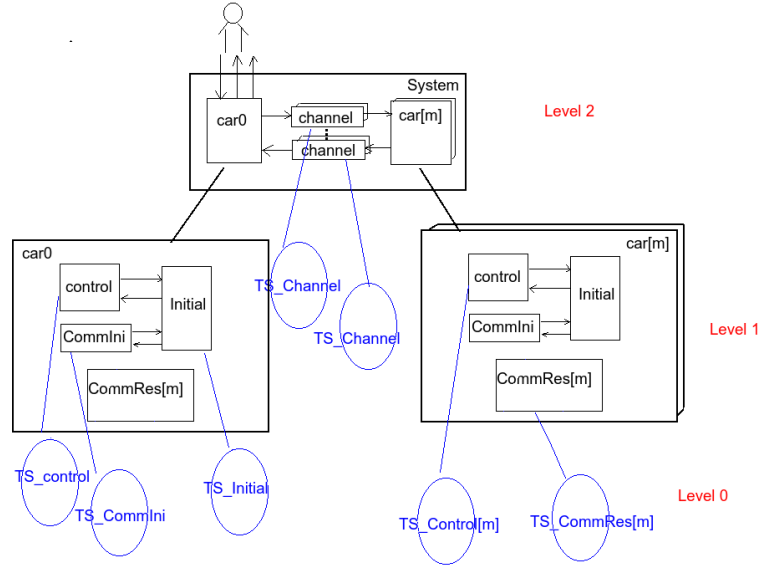 System
Level 2
car0
channel
car[m]
channel
car0
car[m]
control
Initial
TS_Channel
control
Initial
CommIni
TS_Channel
CommIni
Level 1
CommRes[m]
CommRes[m]
TS_control
TS_Initial
Level 0
TS_CommIni
TS_Control[m]
TS_CommRes[m]